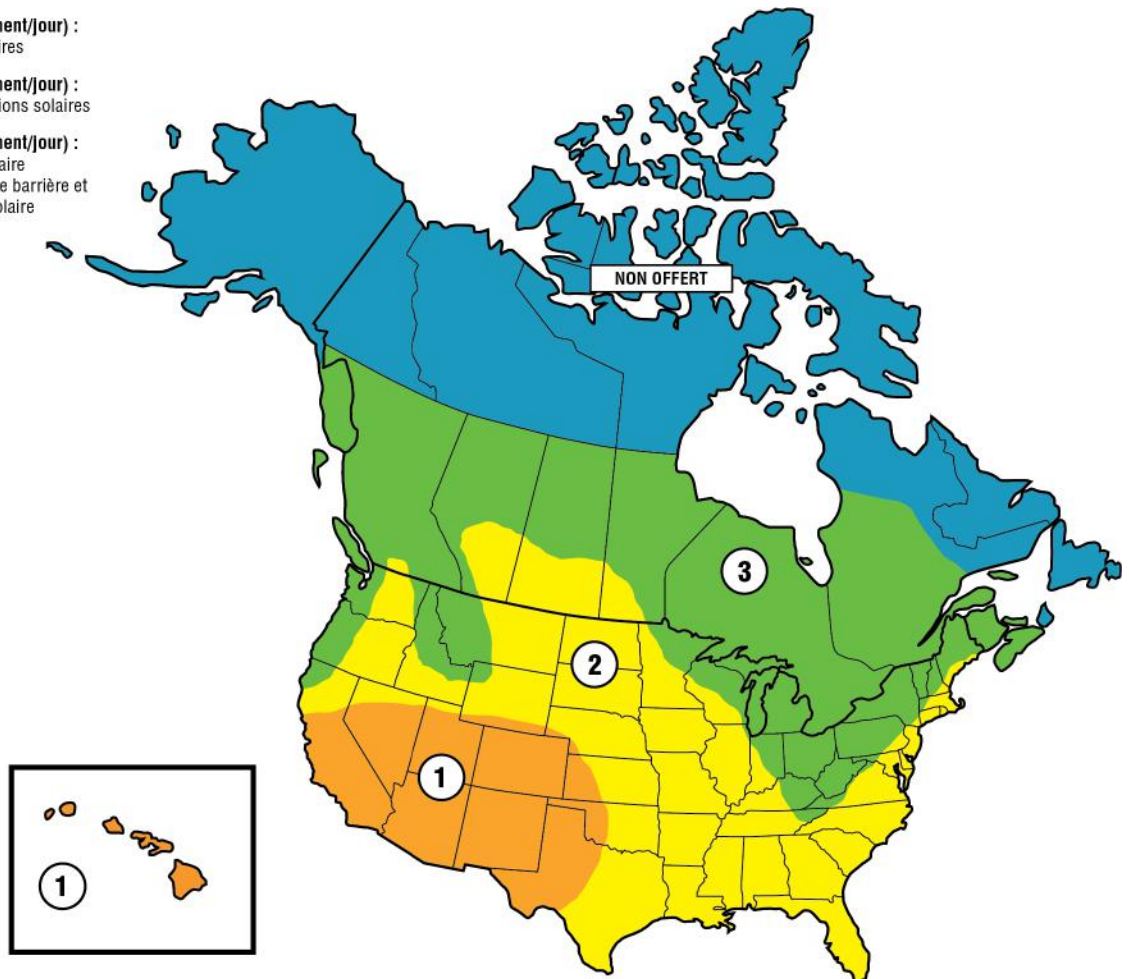 ment/jour) :
ires
ment/jour) :
ions solaires
ment/jour) :
aire
e barrière et
olaire
NON OFFERT
3
2
1
1